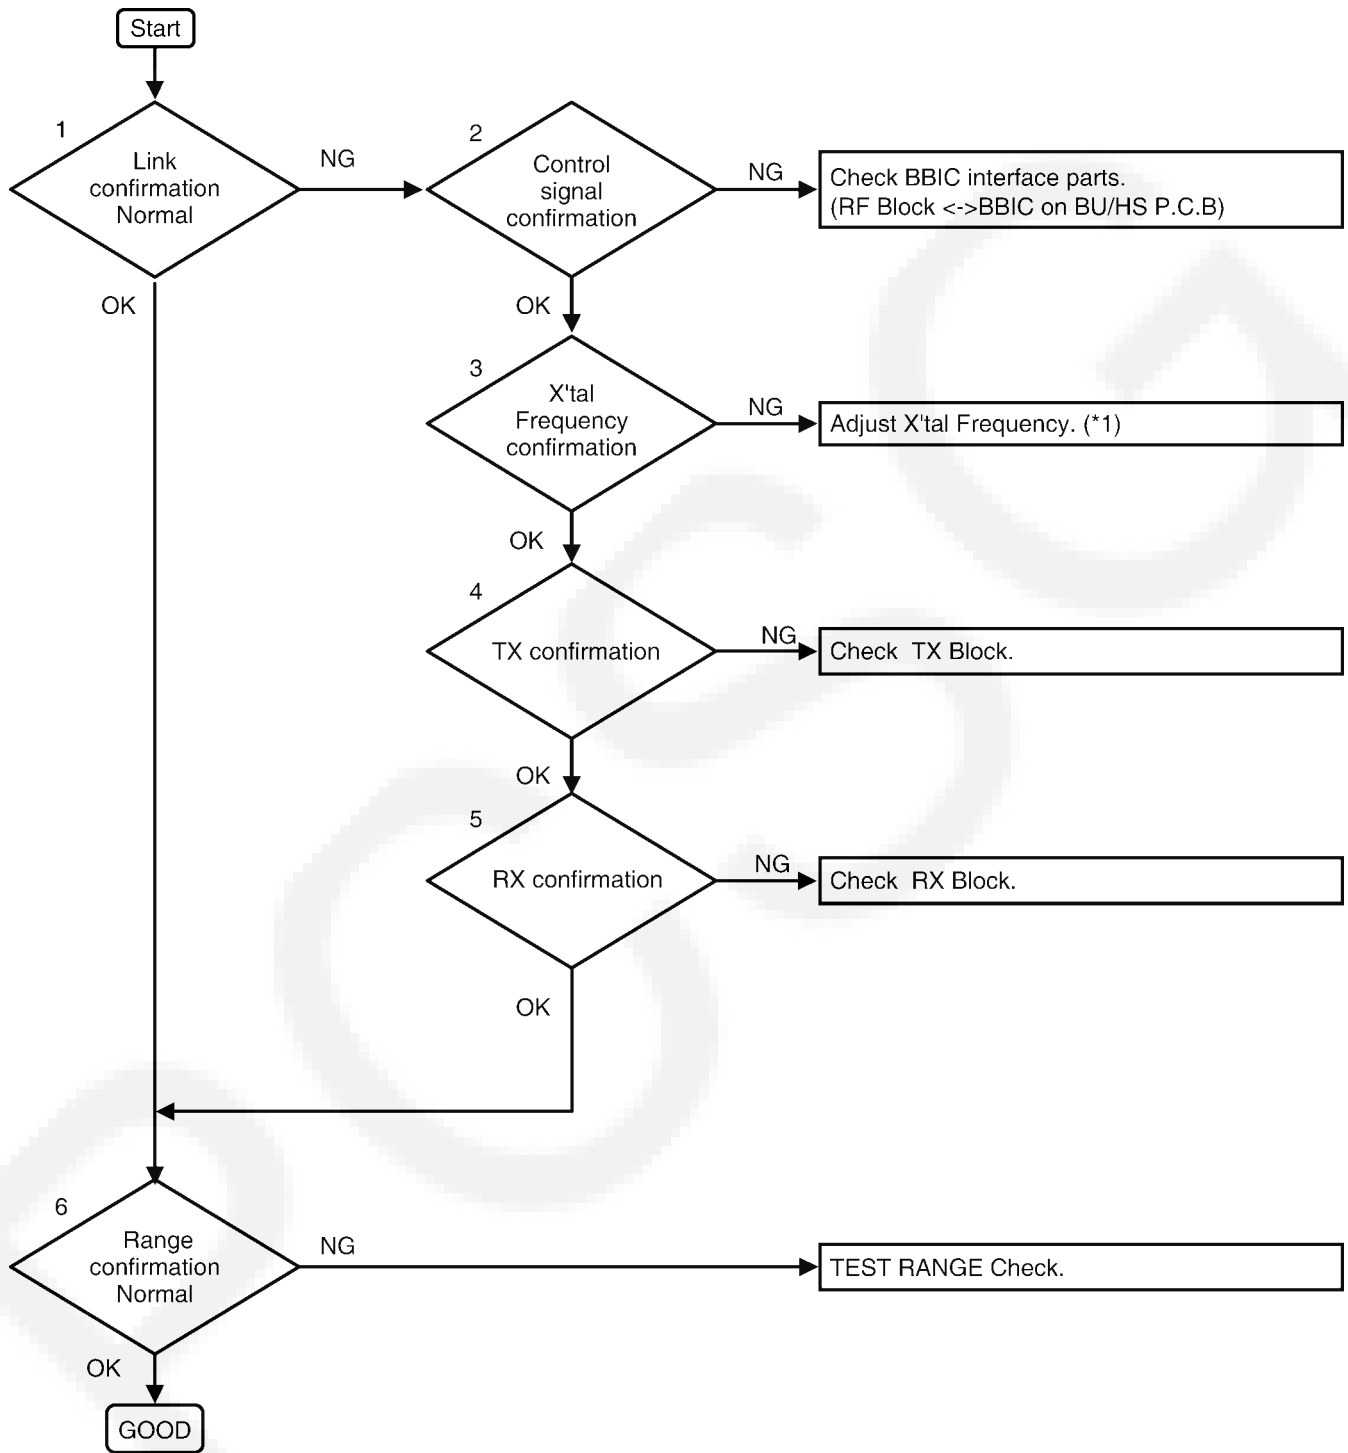 Start
1
Link
confirmation
Normal
NG
OK
2
Control
signal
confirmation
NG
Check BBIC interface parts.
(RF Block <->BBIC on BU/HS P.C.B)
OK
3
X'tal
Frequency
confirmation
NG
Adjust X'tal Frequency. (*1)
OK
4
TX confirmation
NG
Check TX Block.
OK
5
RX confirmation
NG
Check RX Block.
OK
6
Range
confirmation
Normal
NG
TEST RANGE Check.
OK
GOOD